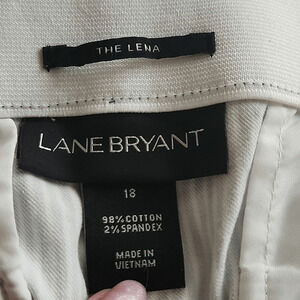 THE LENA
LANE BRYANT
18
98% COTTON
2% SPANDEX
MADE IN
VIETNAM